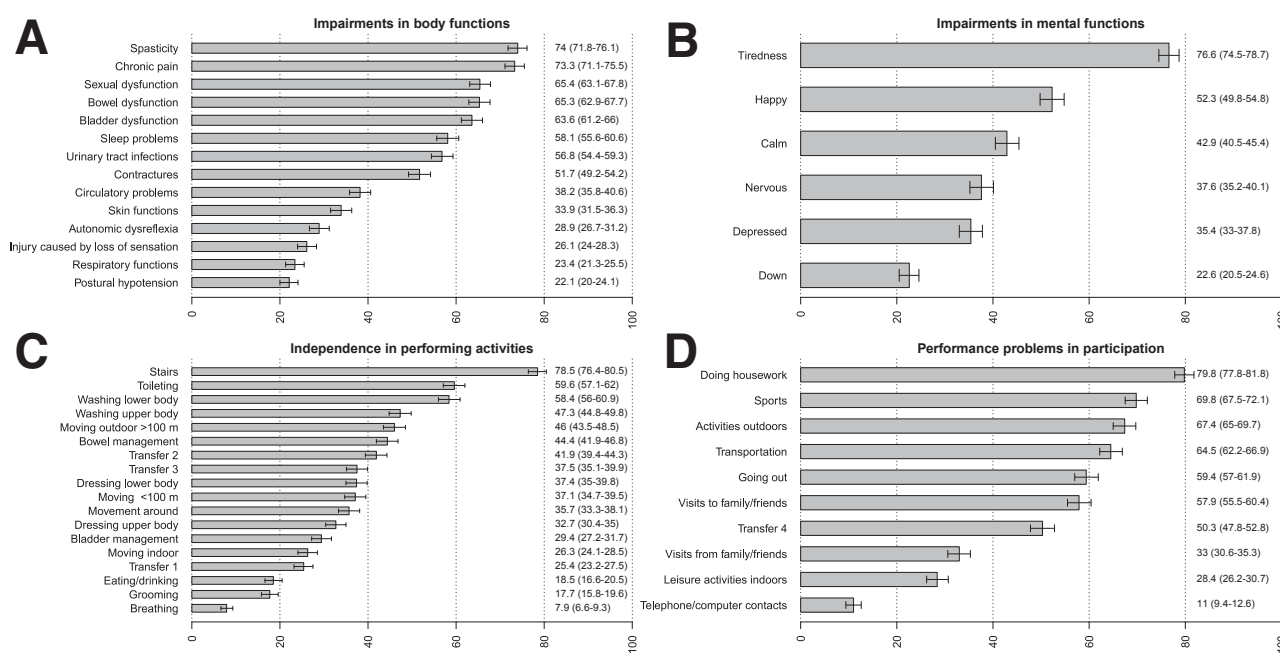 A
Impairments in body functions
Spasticity 74 (71.8-76.1)
Chronic pain 73.3 (71.1-75.5)
Sexual dysfunction 65.4 (63.1-67.8)
Bowel dysfunction 65.3 (62.9-67.7)
Bladder dysfunction 63.6 (61.2-66)
Sleep problems 58.1 (55.6-60.6)
Urinary tract infections 56.8 (54.4-59.3)
Contractures 51.7 (49.2-54.2)
Circulatory problems 38.2 (35.8-40.6)
Skin functions 33.9 (31.5-36.3)
Autonomic dysreflexia 28.9 (26.7-31.2)
Injury caused by loss of sensation 26.1 (24-28.3)
Respiratory functions 23.4 (21.3-25.5)
Postural hypotension 22.1 (20-24.1)
0 20 40 60 80 100
B
Impairments in mental functions
Tiredness 76.6 (74.5-78.7)
Happy 52.3 (49.8-54.8)
Calm 42.9 (40.5-45.4)
Nervous 37.6 (35.2-40.1)
Depressed 35.4 (33-37.8)
Down 22.6 (20.5-24.6)
0 20 40 60 80
C
Independence in performing activities
Stairs 78.5 (76.4-80.5)
Toileting 59.6 (57.1-62)
Washing lower body 58.4 (56-60.9)
Washing upper body 47.3 (44.8-49.8)
Moving outdoor >100 m 46 (43.5-48.5)
Bowel management 44.4 (41.9-46.8)
Transfer 2 41.9 (39.4-44.3)
Transfer 3 37.5 (35.1-39.9)
Dressing lower body 37.4 (35-39.8)
Moving <100 m 37.1 (34.7-39.5)
Movement around 35.7 (33.3-38.1)
Dressing upper body 32.7 (30.4-35)
Bladder management 29.4 (27.2-31.7)
Moving indoor 26.3 (24.1-28.5)
Transfer 1 25.4 (23.2-27.5)
Eating/drinking 18.5 (16.6-20.5)
Grooming 17.7 (15.8-19.6)
Breathing 7.9 (6.6-9.3)
0 20 40 60 80 100
D
Performance problems in participation
Doing housework 79.8 (77.8-81.8)
Sports 69.8 (67.5-72.1)
Activities outdoors 67.4 (65-69.7)
Transportation 64.5 (62.2-66.9)
Going out 59.4 (57-61.9)
Visits to family/friends 57.9 (55.5-60.4)
Transfer 4 50.3 (47.8-52.8)
Visits from family/friends 33 (30.6-35.3)
Leisure activities indoors 28.4 (26.2-30.7)
Telephone/computer contacts 11 (9.4-12.6)
0 20 40 60 80